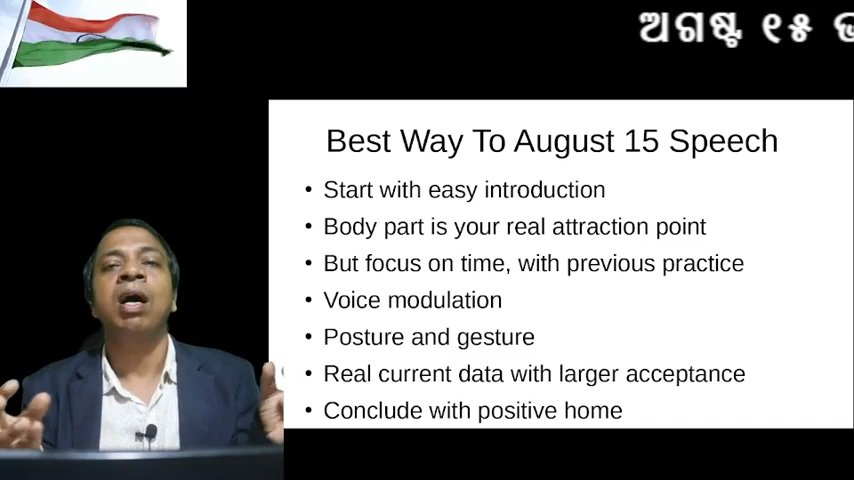 ଅଗଷ୍ଟ ୧୫
Best Way To August 15 Speech
• Start with easy introduction
• Body part is your real attraction point
• But focus on time, with previous practice
• Voice modulation
• Posture and gesture
• Real current data with larger acceptance
• Conclude with positive home